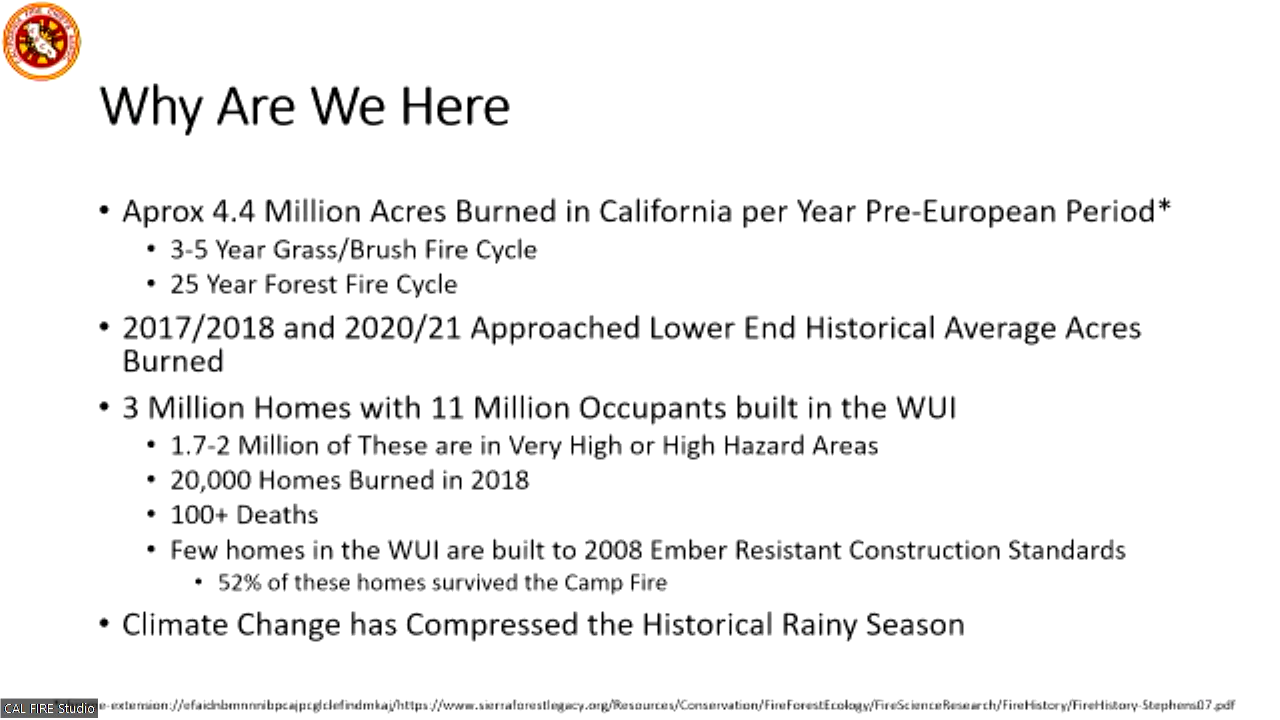 Why Are We Here
• Aprox 4.4 Million Acres Burned in California per Year Pre-European Period*
• 3-5 Year Grass/Brush Fire Cycle
• 25 Year Forest Fire Cycle
• 2017/2018 and 2020/21 Approached Lower End Historical Average Acres
Burned
• 3 Million Homes with 11 Million Occupants built in the WUI
• 1.7-2 Million of These are in Very High or High Hazard Areas
• 20,000 Homes Burned in 2018
• 100+ Deaths
• Few homes in the WUI are built to 2008 Ember Resistant Construction Standards
• 52% of these homes survived the Camp Fire
• Climate Change has Compressed the Historical Rainy Season
CAL FIRE Studio
e-extension://efaidnbmnnnibpcajpcglclefindmkaj/https://www.sierraforestlegacy.org/Resources/Conservation/FireForestEcology/FireScienceResearch/FireHistory/FireHistory-Stephens07.pdf